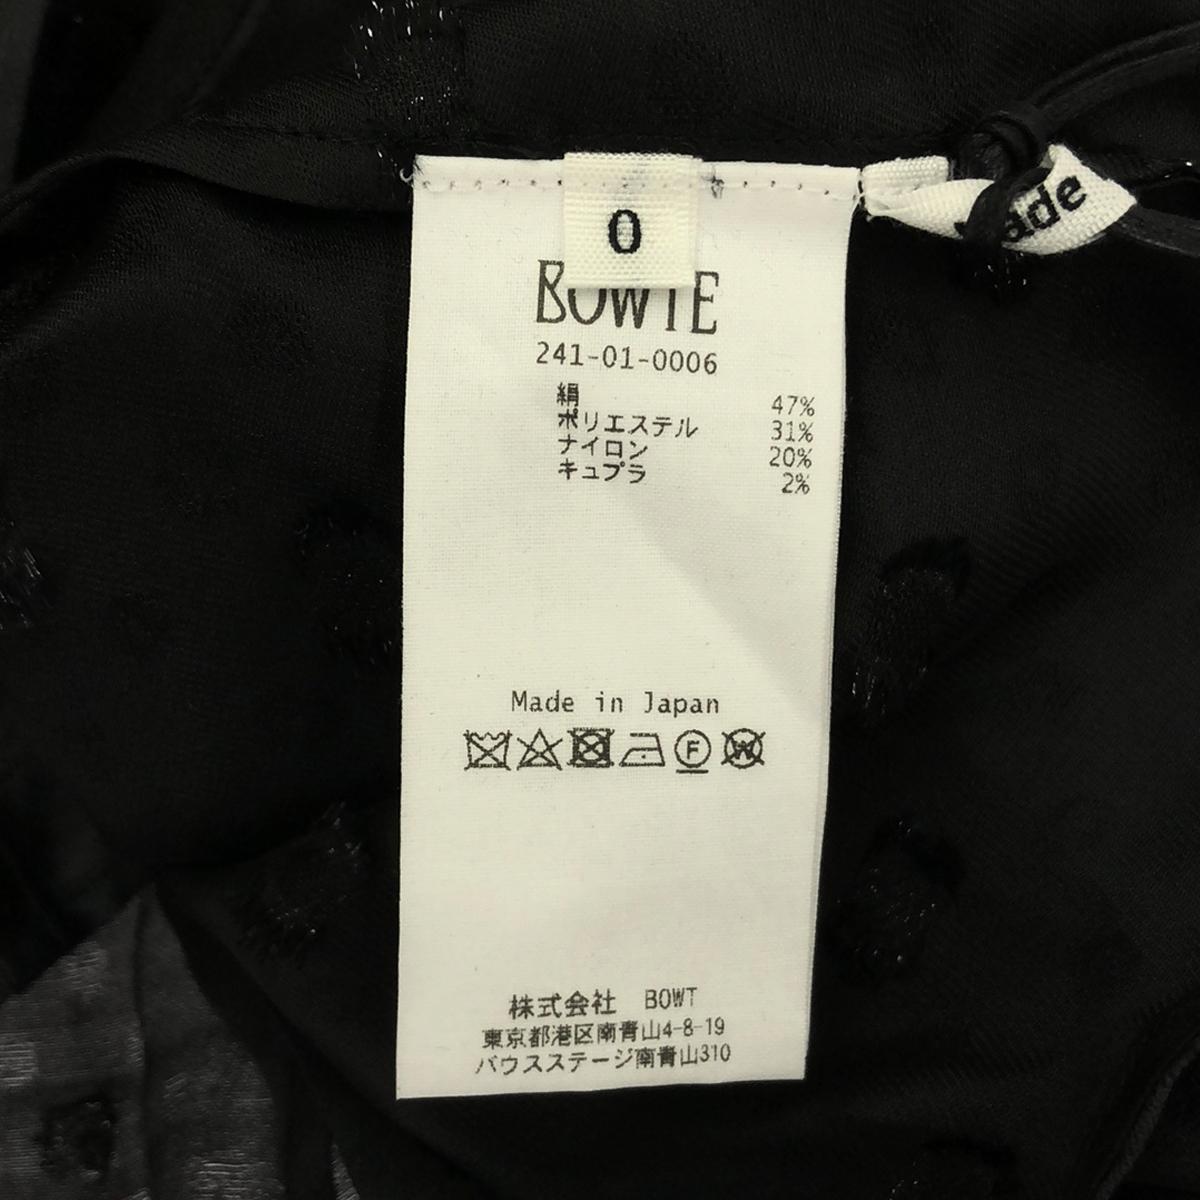 0
BOWTE
241-01-0006
絹 47%
ポリエステル 31%
ナイロン 20%
キュプラ 2%
Made in Japan
F W
株式会社 BOWT
東京都港区南青山4-8-19
バウスステージ南青山310